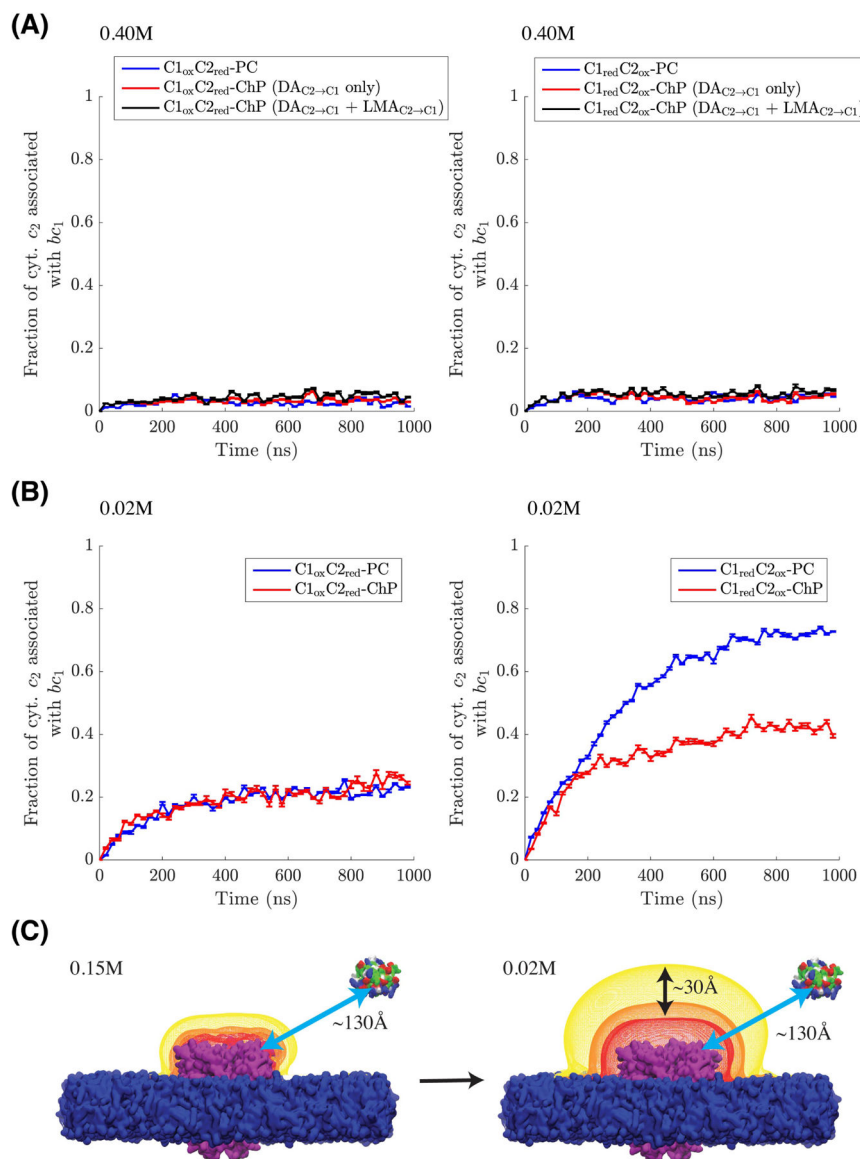 (A)
0.40M
C1oxC2red-PC
C1oxC2red-ChP (DAC2→C1 only)
C1oxC2red-ChP (DAC2→C1 + LMAC2→C1)
Fraction of cyt. c2 associated
with bc1
1
0.8
0.6
0.4
0.2
0
0 200 400 600 800 1000
Time (ns)
0.40M
C1redC2ox-PC
C1redC2ox-ChP (DAC2→C1 only)
C1redC2ox-ChP (DAC2→C1 + LMAC2→C1)
Fraction of cyt. c2 associated
with bc1
1
0.8
0.6
0.4
0.2
0
0 200 400 600 800 1000
Time (ns)
(B)
0.02M
C1oxC2red-PC
C1oxC2red-ChP
Fraction of cyt. c2 associated
with bc1
1
0.8
0.6
0.4
0.2
0
0 200 400 600 800 1000
Time (ns)
0.02M
C1redC2ox-PC
C1redC2ox-ChP
Fraction of cyt. c2 associated
with bc1
1
0.8
0.6
0.4
0.2
0
0 200 400 600 800 1000
Time (ns)
(C)
0.15M
~130Å
0.02M
~30Å
~130Å